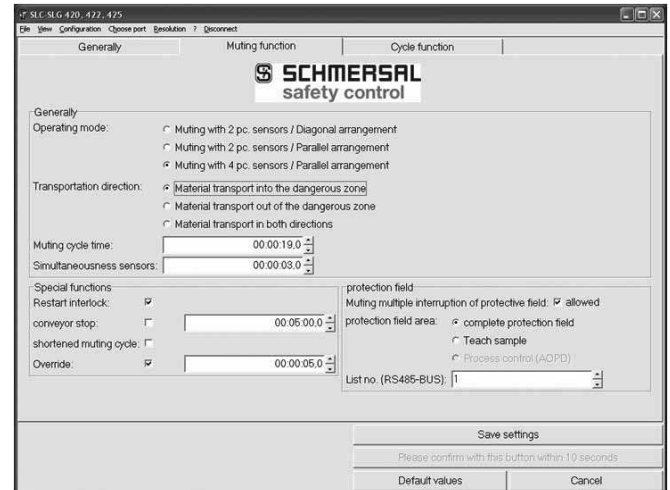 SLC-SLG 420, 422, 425
File View Configuration Choose port Resolution ? Disconnect
Generally Muting function Cycle function
SCHMERSAL
safety control
Generally
Operating mode: Muting with 2 pc. sensors / Diagonal arrangement
Muting with 2 pc. sensors / Parallel arrangement
Muting with 4 pc. sensors / Parallel arrangement
Transportation direction: Material transport into the dangerous zone
Material transport out of the dangerous zone
Material transport in both directions
Muting cycle time: 00:00:19,0
Simultaneousness sensors: 00:00:03,0
Special functions
Restart interlock:
conveyor stop: 00:05:00,0
shortened muting cycle:
Override: 00:00:05,0
protection field
Muting multiple interruption of protective field: allowed
protection field area: complete protection field
Teach sample
Process control (AOPD)
List no. (RS485-BUS): 1
Save settings
Please confirm with this button within 10 seconds
Default values Cancel